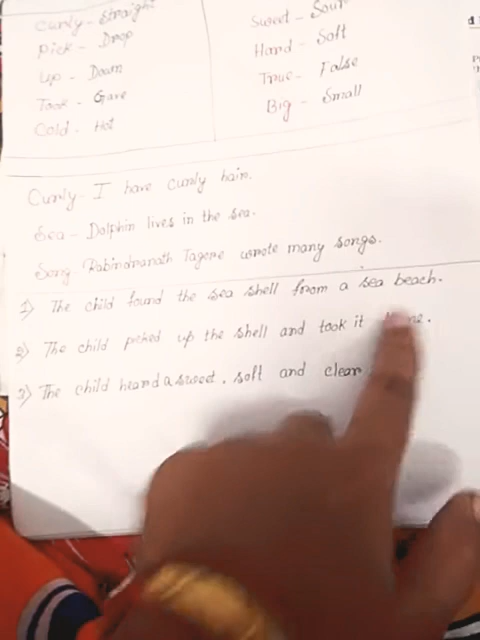 Curly - Straight
Pick - Drop
Up - Down
Took - Gave
Cold - Hot
Sweet - Sour
Hard - Soft
True - False
Big - Small
Curly - I have curly hair.
Sea - Dolphin lives in the sea.
Song Rabindranath Tagore wrote many songs.
1) The child found the sea shell from a sea beach.
2) The child picked up the shell and took it
3) The child heard a sweet, soft and clear